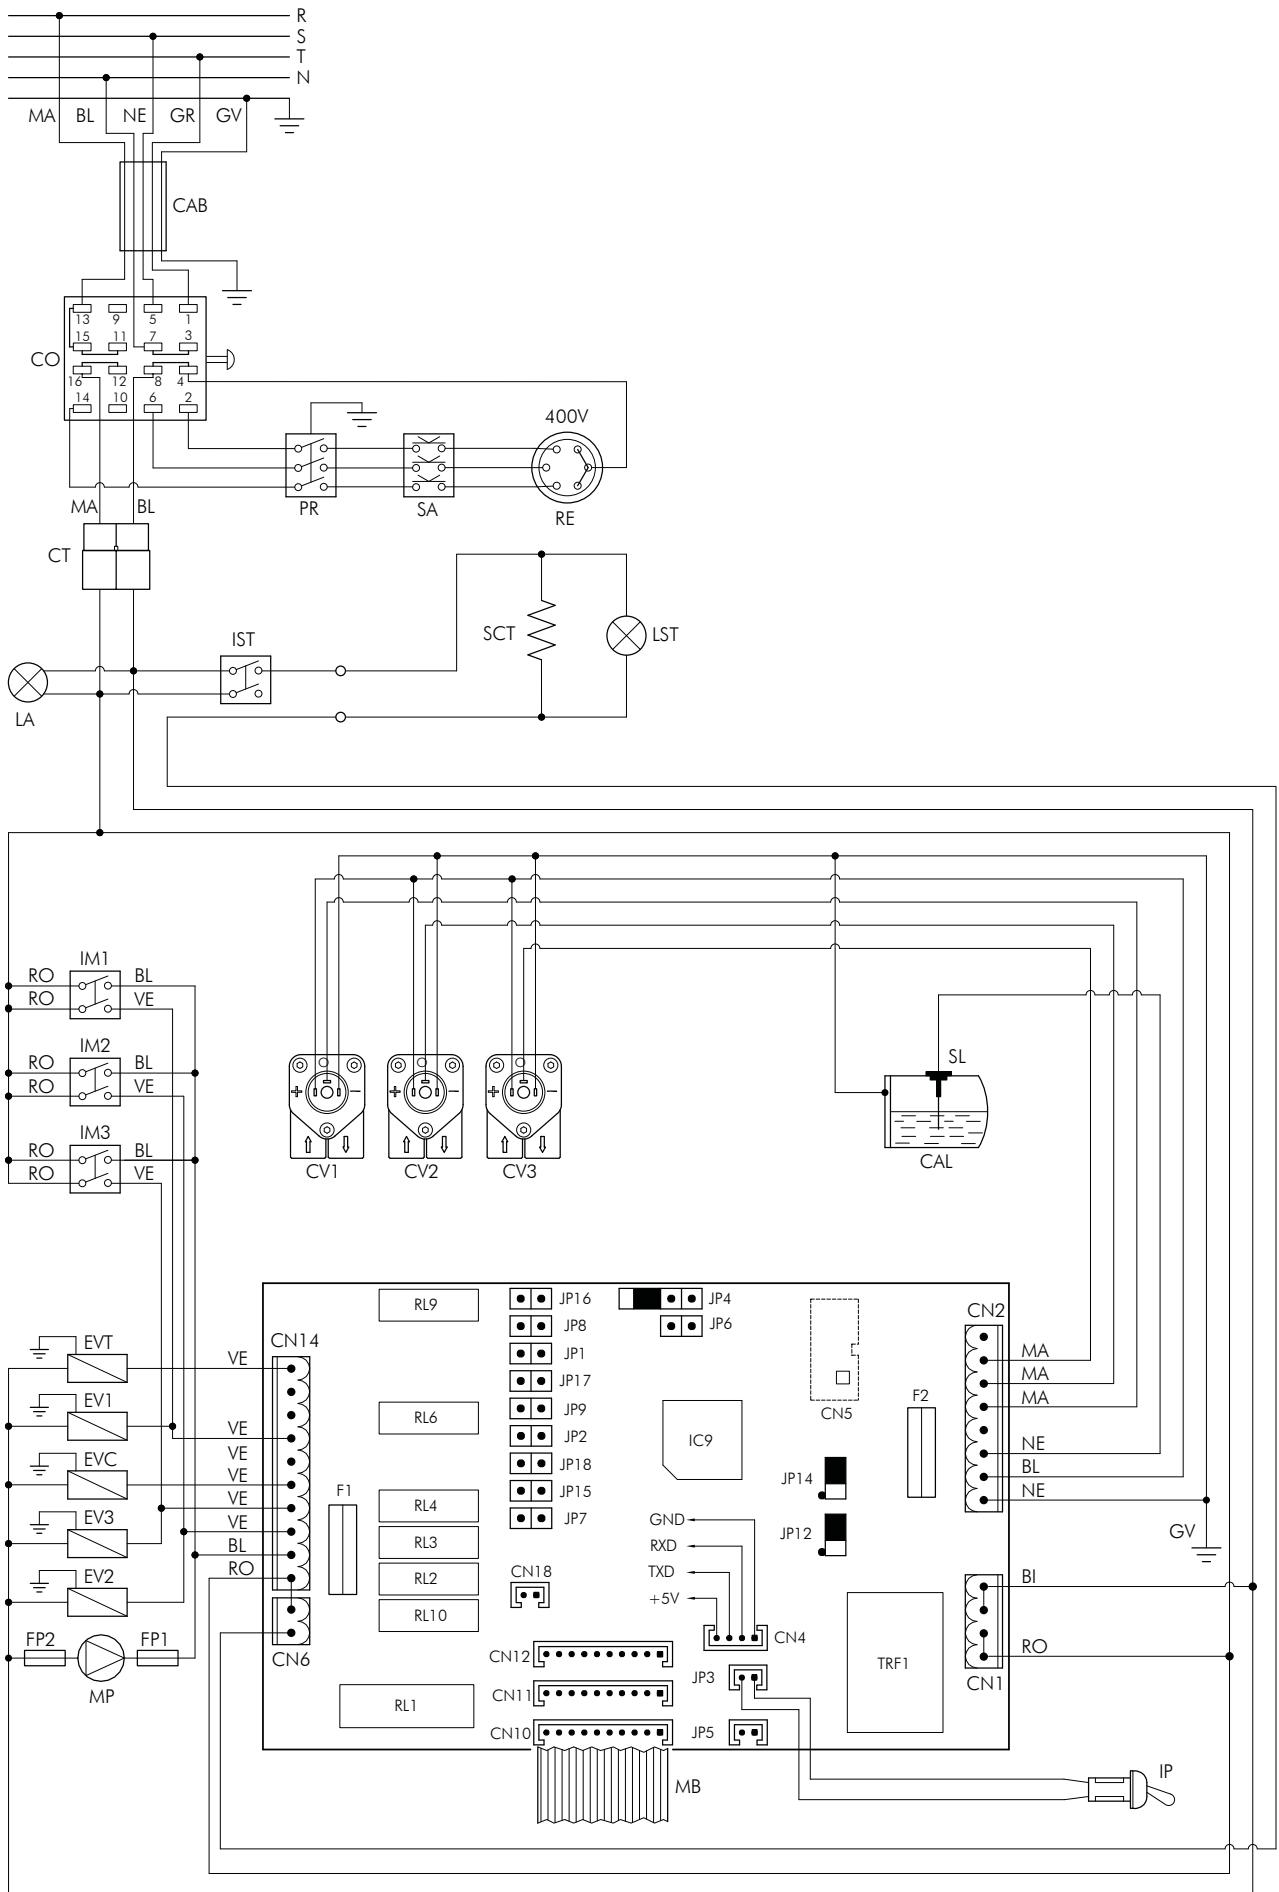 R
S
T
N
MA BL NE GR GV
CAB
CO
13 9 5 1
15 11 7 3
16 12 8 4
14 10 6 2
400V
PR SA RE
MA BL
CT
IST
SCT LST
LA
RO IM1 BL
RO VE
RO IM2 BL
RO VE
RO IM3 BL
RO VE
CV1 CV2 CV3
SL
CAL
EVT
EV1
EVC
EV3
EV2
FP2 FP1
MP
VE
VE
VE
VE
VE
VE
BL
RO
CN14
CN6
F1
RL9
RL6
RL4
RL3
RL2
RL10
RL1
JP16
JP8
JP1
JP17
JP9
JP2
JP18
JP15
JP7
CN18
JP4
JP6
IC9
CN5
F2
JP14
JP12
GND
RXD
TXD
+5V
CN4
CN12
CN11
CN10
JP3
JP5
TRF1
CN2
MA
MA
MA
NE
BL
NE
GV
BI
RO
CN1
MB
IP